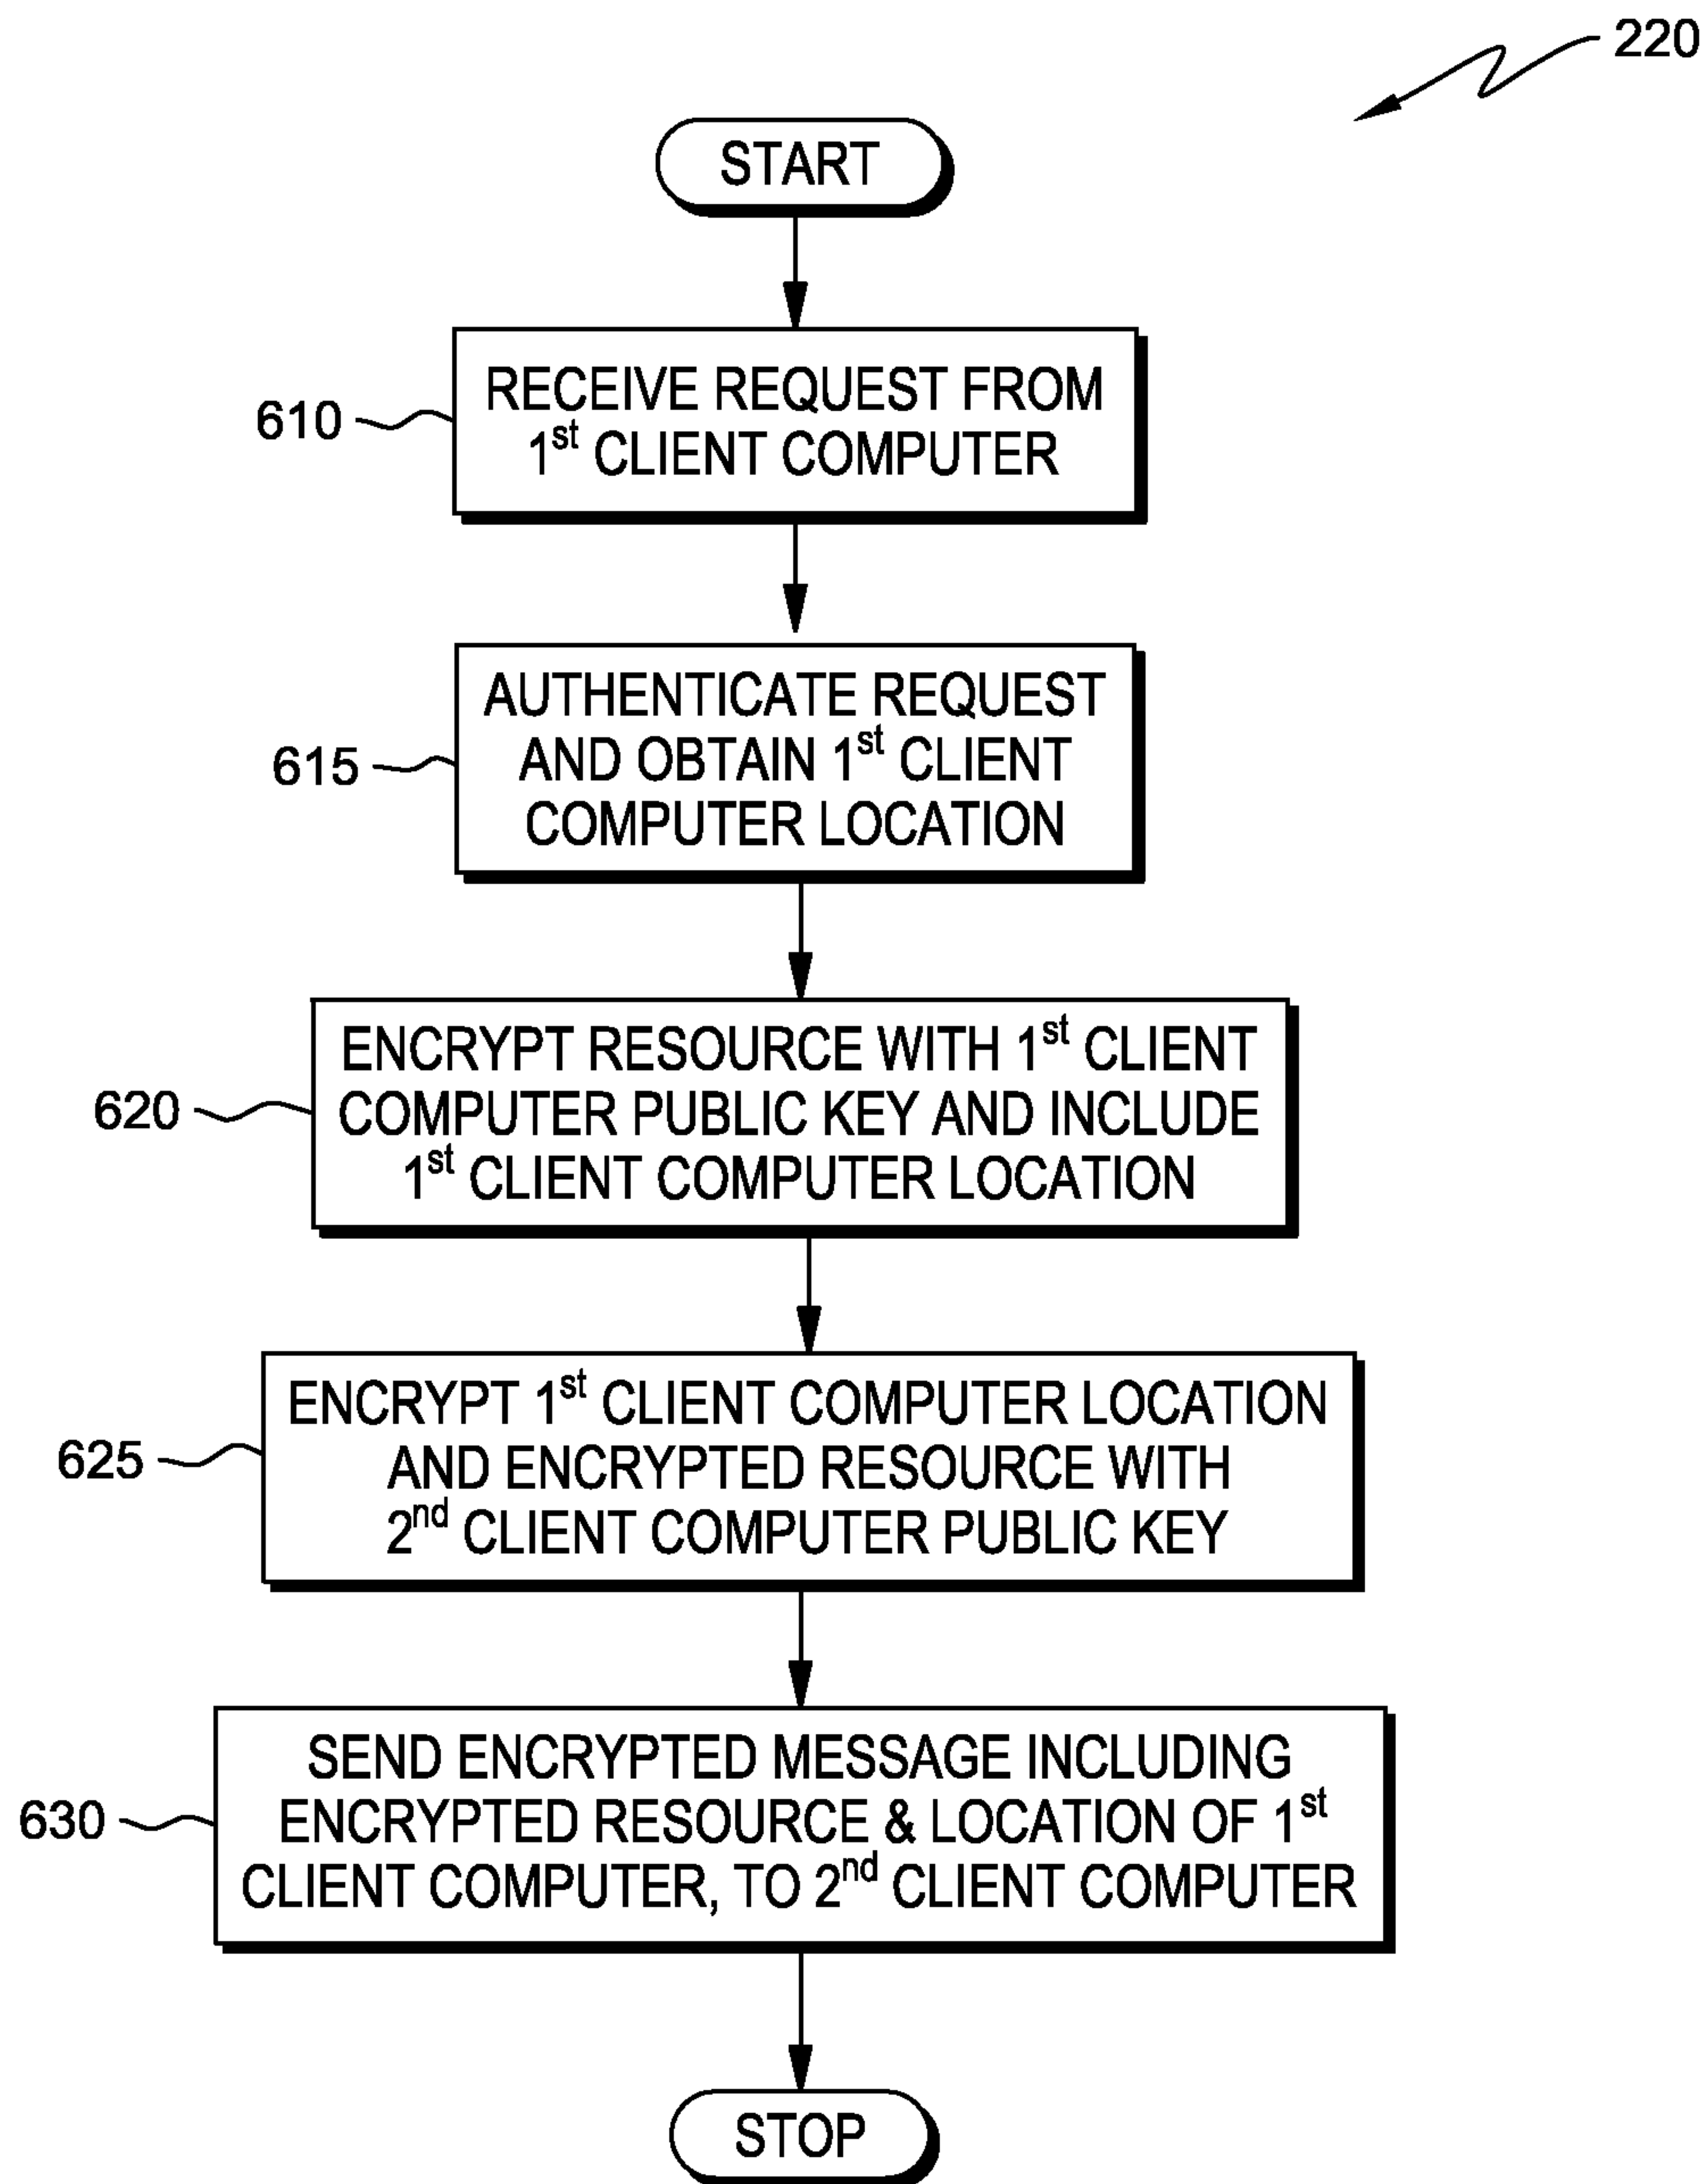 220
START
610
RECEIVE REQUEST FROM
1st CLIENT COMPUTER
615
AUTHENTICATE REQUEST
AND OBTAIN 1st CLIENT
COMPUTER LOCATION
620
ENCRYPT RESOURCE WITH 1st CLIENT
COMPUTER PUBLIC KEY AND INCLUDE
1st CLIENT COMPUTER LOCATION
625
ENCRYPT 1st CLIENT COMPUTER LOCATION
AND ENCRYPTED RESOURCE WITH
2nd CLIENT COMPUTER PUBLIC KEY
630
SEND ENCRYPTED MESSAGE INCLUDING
ENCRYPTED RESOURCE & LOCATION OF 1st
CLIENT COMPUTER, TO 2nd CLIENT COMPUTER
STOP